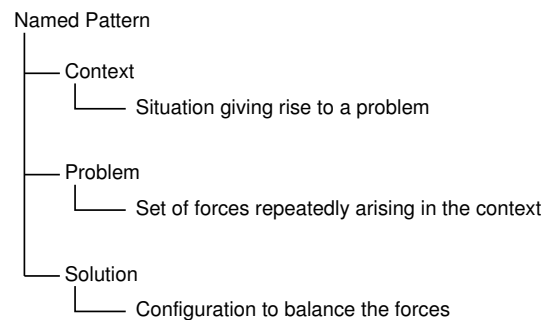 Named Pattern
Context
Situation giving rise to a problem
Problem
Set of forces repeatedly arising in the context
Solution
Configuration to balance the forces